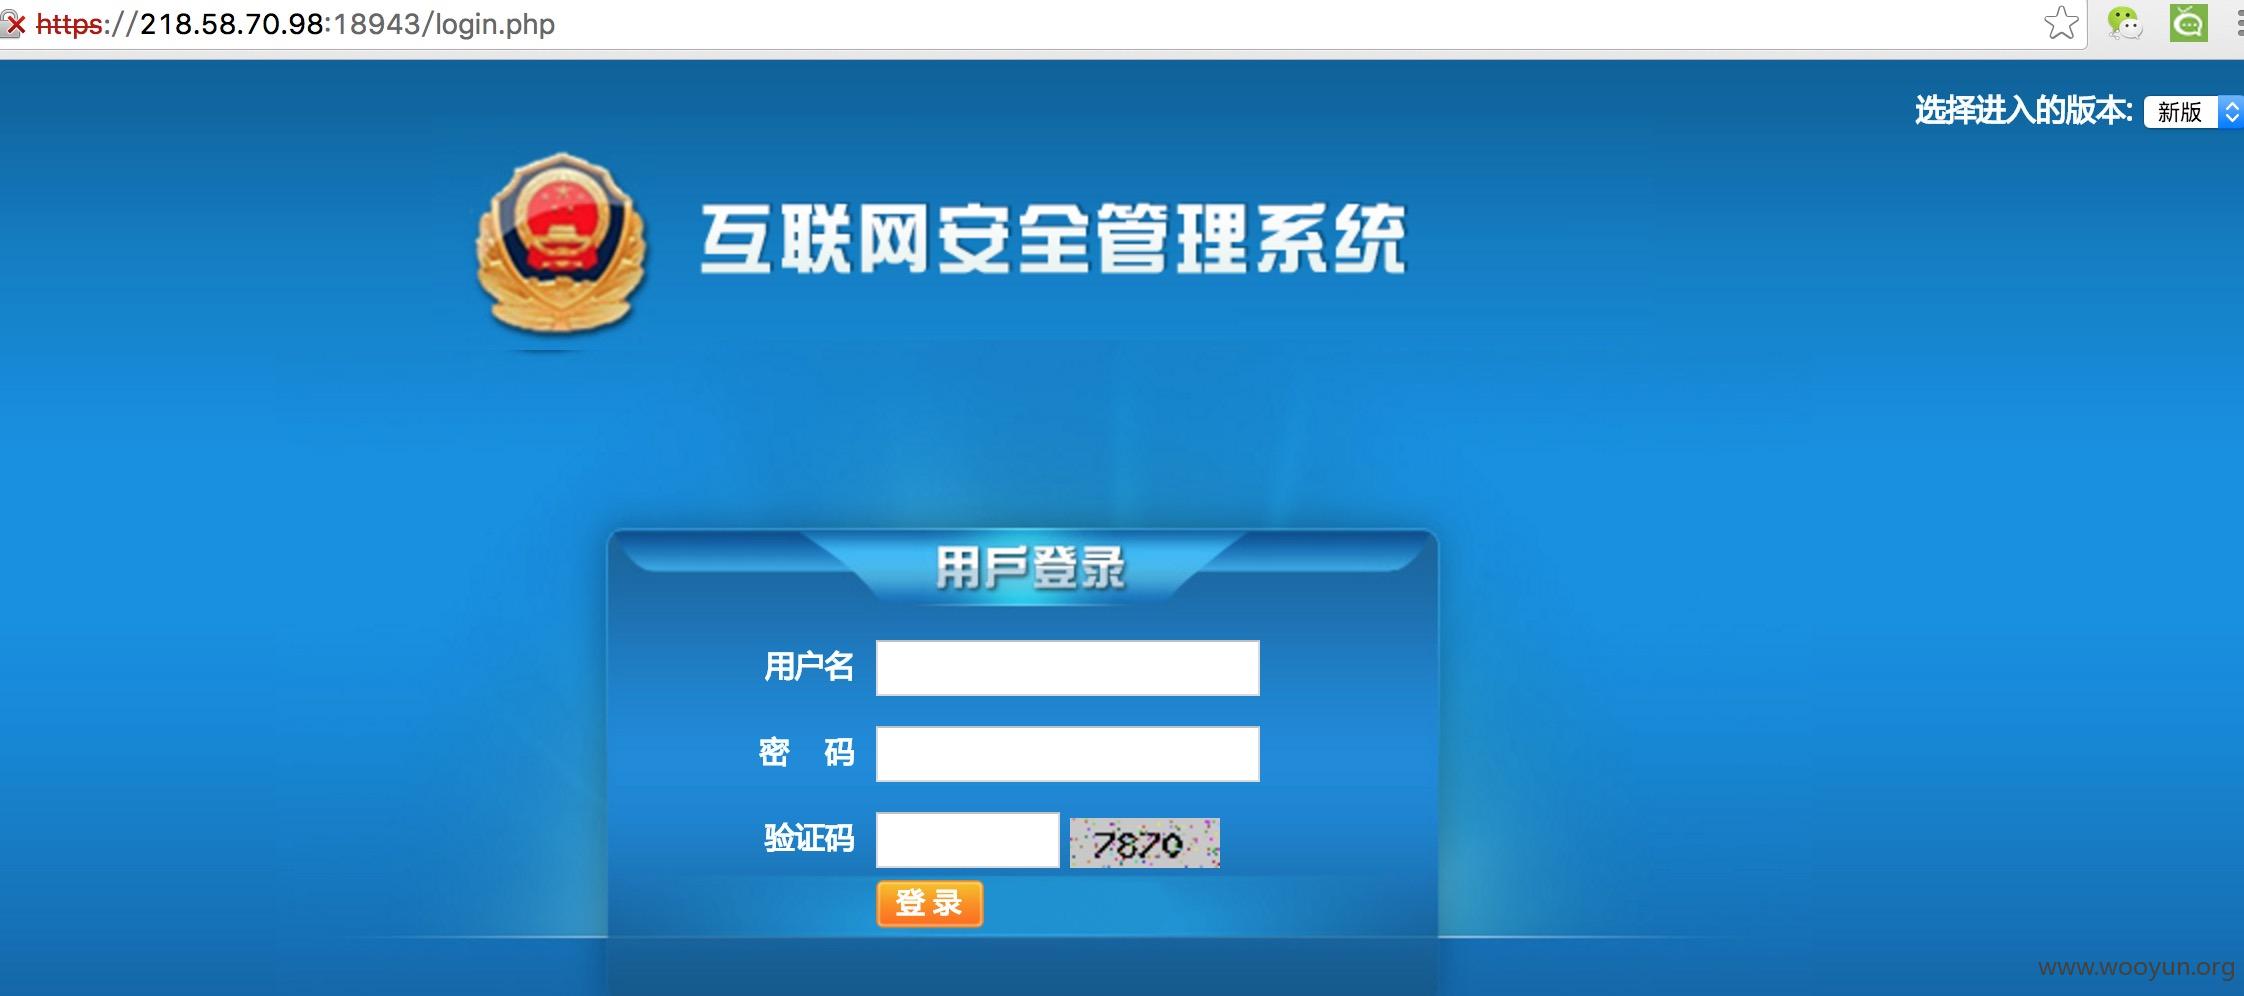 https://218.58.70.98:18943/login.php
选择进入的版本: 新版
互联网安全管理系统
用戶登录
用户名
密 码
验证码 7870
登 录
www.wooyun.org